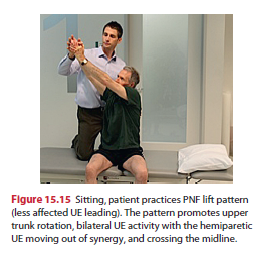 Figure 15.15 Sitting, patient practices PNF lift pattern
(less affected UE leading). The pattern promotes upper
trunk rotation, bilateral UE activity with the hemiparetic
UE moving out of synergy, and crossing the midline.